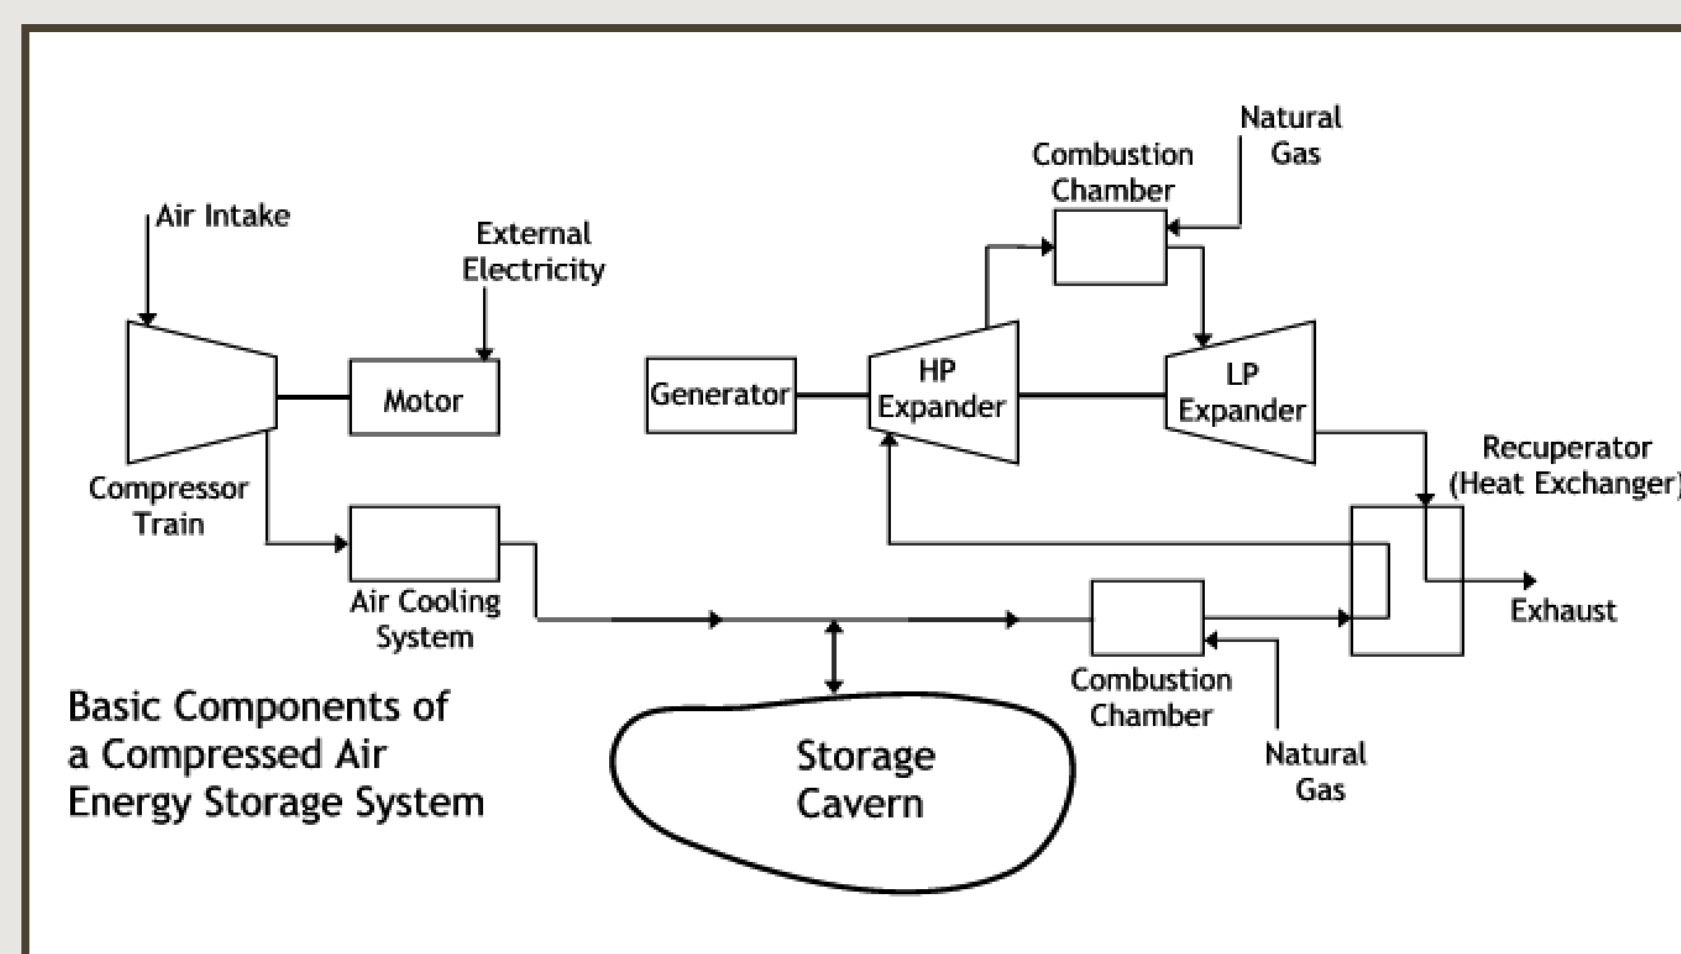 Natural
Gas
Combustion
Chamber
Air Intake
External
Electricity
Motor
Generator
HP
Expander
LP
Expander
Recuperator
(Heat Exchanger)
Compressor
Train
Air Cooling
System
Exhaust
Combustion
Chamber
Natural
Gas
Basic Components of
a Compressed Air
Energy Storage System
Storage
Cavern